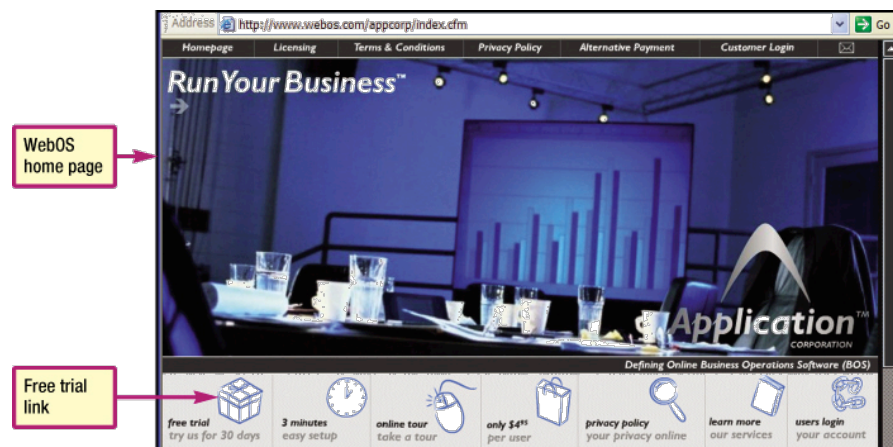 Address http://www.webos.com/appcorp/index.cfm Go
Homepage Licensing Terms & Conditions Privacy Policy Alternative Payment Customer Login
Run Your Business™
WebOS
home page
Application™
CORPORATION
Defining Online Business Operations Software (BOS)
Free trial
link
free trial 3 minutes online tour only $4⁹⁵ privacy policy learn more users login
try us for 30 days easy setup take a tour per user your privacy online our services your account